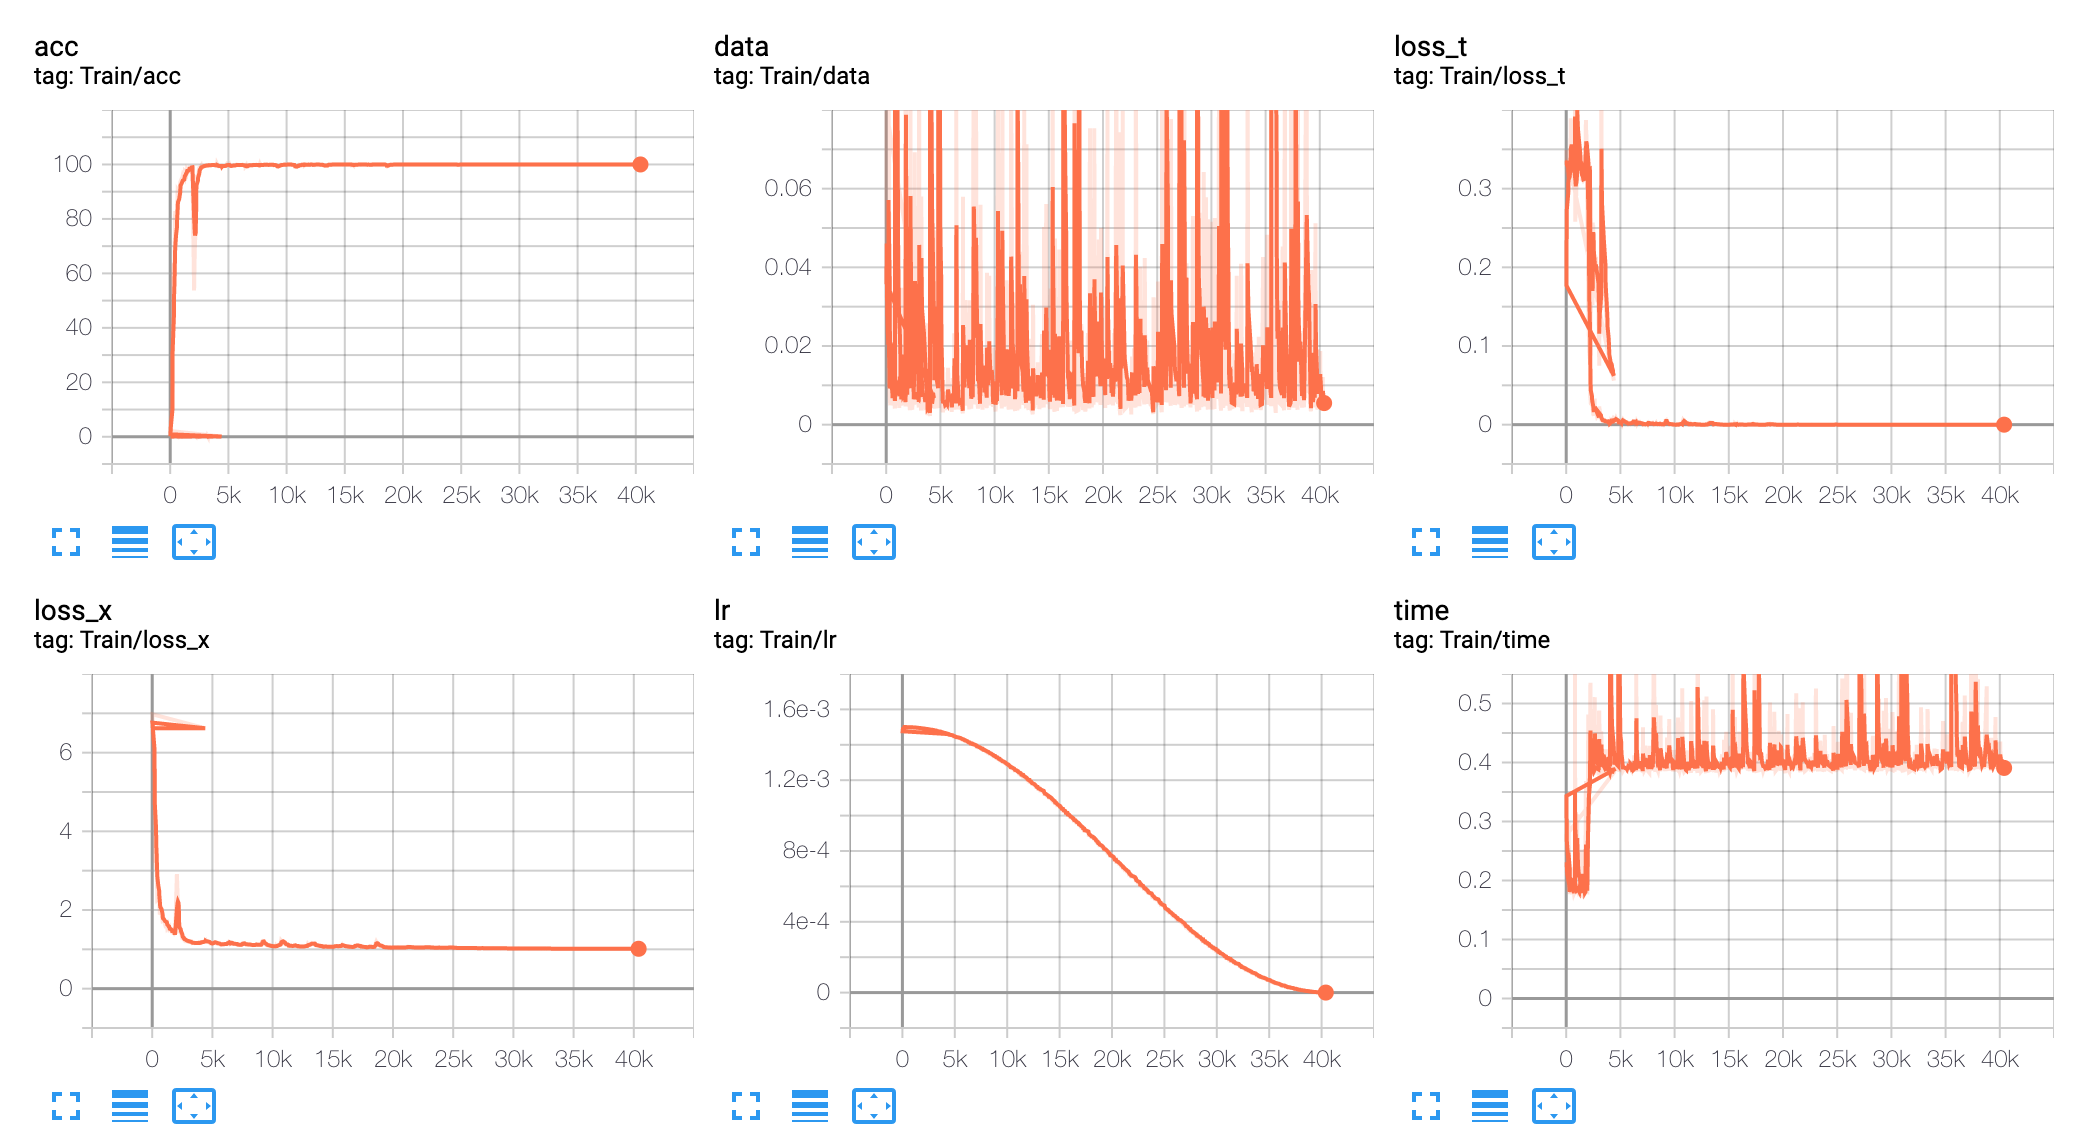 acc
tag: Train/acc
100
80
60
40
20
0
0 5k 10k 15k 20k 25k 30k 35k 40k
data
tag: Train/data
0.06
0.04
0.02
0
0 5k 10k 15k 20k 25k 30k 35k 40k
loss_t
tag: Train/loss_t
0.3
0.2
0.1
0
0 5k 10k 15k 20k 25k 30k 35k 40k
loss_x
tag: Train/loss_x
6
4
2
0
0 5k 10k 15k 20k 25k 30k 35k 40k
lr
tag: Train/lr
1.6e-3
1.2e-3
8e-4
4e-4
0
0 5k 10k 15k 20k 25k 30k 35k 40k
time
tag: Train/time
0.5
0.4
0.3
0.2
0.1
0
0 5k 10k 15k 20k 25k 30k 35k 40k